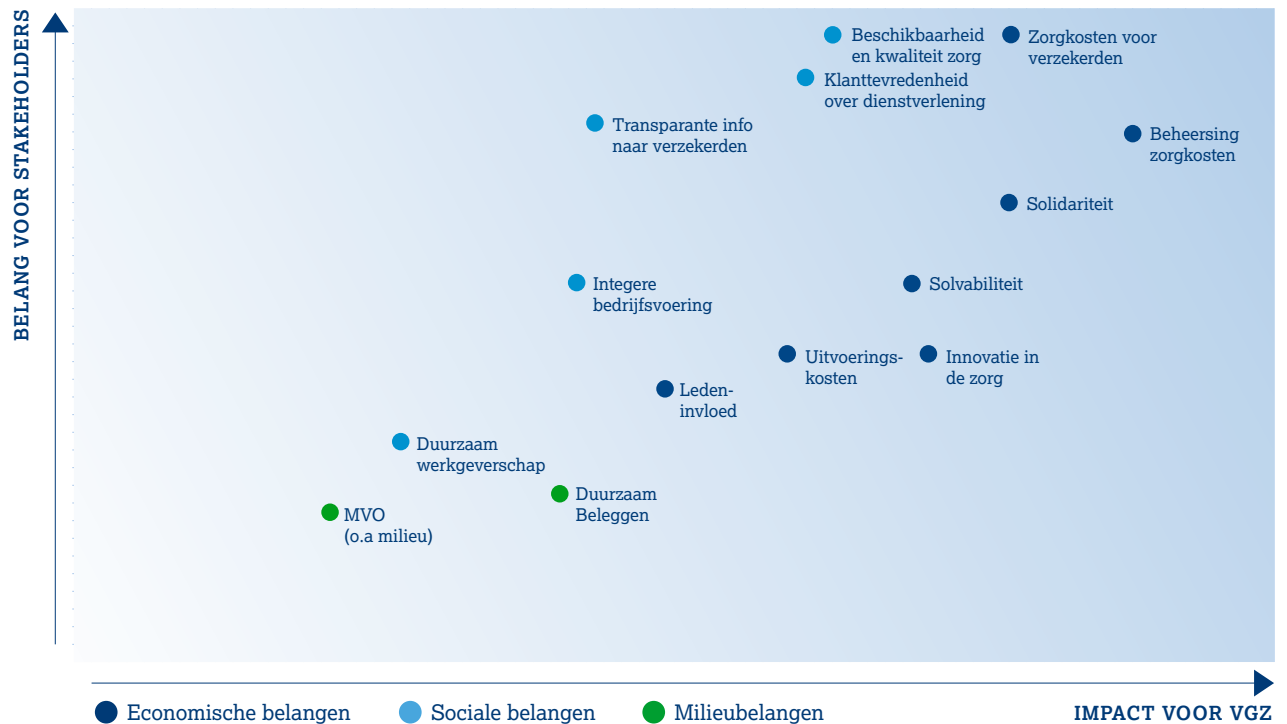 BELANG VOOR STAKEHOLDERS
Beschikbaarheid
en kwaliteit zorg
Zorgkosten voor
verzekerden
Klanttevredenheid
over dienstverlening
Transparante info
naar verzekerden
Beheersing
zorgkosten
Solidariteit
Integere
bedrijfsvoering
Solvabiliteit
Uitvoerings-
kosten
Innovatie in
de zorg
Leden-
invloed
Duurzaam
werkgeverschap
Duurzaam
Beleggen
MVO
(o.a milieu)
Economische belangen
Sociale belangen
Milieubelangen
IMPACT VOOR VGZ